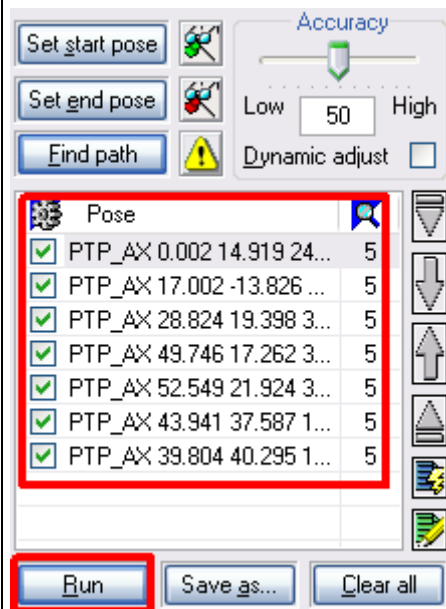 Set start pose
Set end pose
Find path
Accuracy
Low 50 High
Dynamic adjust
Pose
PTP_AX 0.002 14.919 24... 5
PTP_AX 17.002 -13.826 ... 5
PTP_AX 28.824 19.398 3... 5
PTP_AX 49.746 17.262 3... 5
PTP_AX 52.549 21.924 3... 5
PTP_AX 43.941 37.587 1... 5
PTP_AX 39.804 40.295 1... 5
Run Save as... Clear all